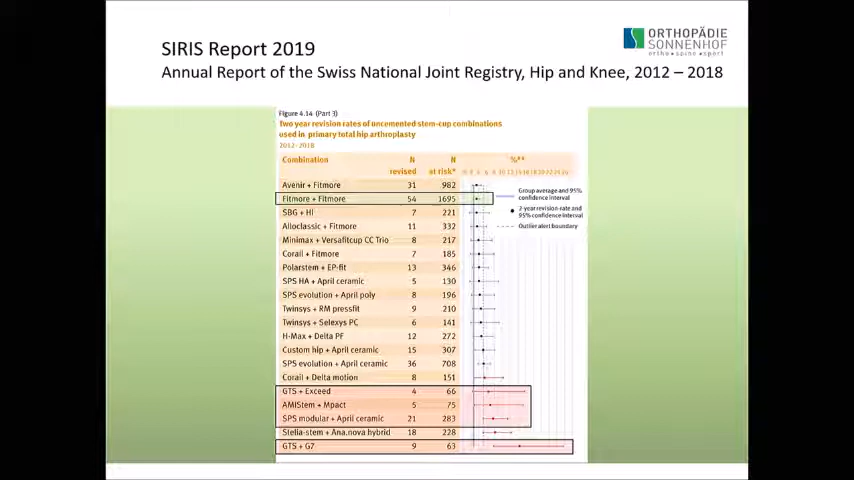 SIRIS Report 2019
Annual Report of the Swiss National Joint Registry, Hip and Knee, 2012 – 2018
ORTHOPÄDIE
SONNENHOF
ortho • spine • sport
Figure 4.14 (Part 3)
Two year revision rates of uncemented stem-cup combinations
used in primary total hip arthroplasty
2012–2018
Combination N N %**
revised at risk*
Avenir + Fitmore 31 982
Fitmore + Fitmore 54 1695
SBG + HI 7 221
Alloclassic + Fitmore 11 332
Minimax + Versafitcup CC Trio 8 217
Corail + Fitmore 7 185
Polarstem + EP-fit 13 346
SPS HA + April ceramic 5 130
SPS evolution + April poly 8 196
Twinsys + RM pressfit 9 210
Twinsys + Selexys PC 6 141
H-Max + Delta PF 12 272
Custom hip + April ceramic 15 307
SPS evolution + April ceramic 36 708
Corail + Delta motion 8 151
GTS + Exceed 4 66
AMIStem + Mpact 5 75
SPS modular + April ceramic 21 283
Stelia-stem + Ana.nova hybrid 18 228
GTS + G7 9 63
Group average and 95%
confidence interval
2-year revision-rate and
95% confidence interval
Outlier alert boundary